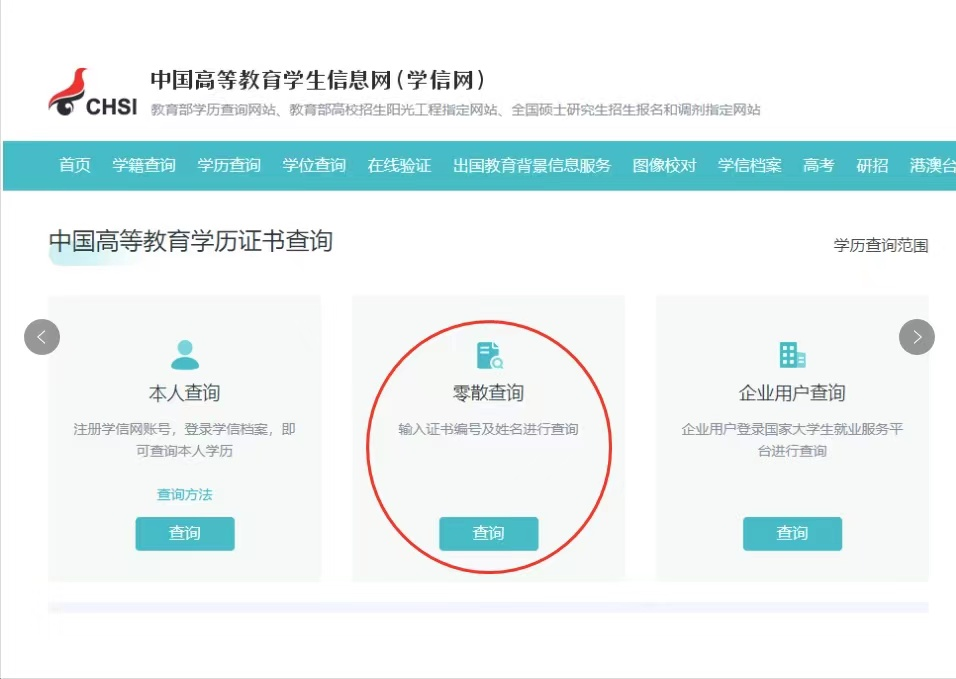 中国高等教育学生信息网(学信网)
CHSI
教育部学历查询网站、教育部高校招生阳光工程指定网站、全国硕士研究生招生报名和调剂指定网站
首页 学籍查询 学历查询 学位查询 在线验证 出国教育背景信息服务 图像校对 学信档案 高考 研招 港澳台
中国高等教育学历证书查询
学历查询范围
本人查询
注册学信网账号，登录学信档案，即
可查询本人学历
查询方法
查询
零散查询
输入证书编号及姓名进行查询
查询
企业用户查询
企业用户登录国家大学生就业服务平
台进行查询
查询